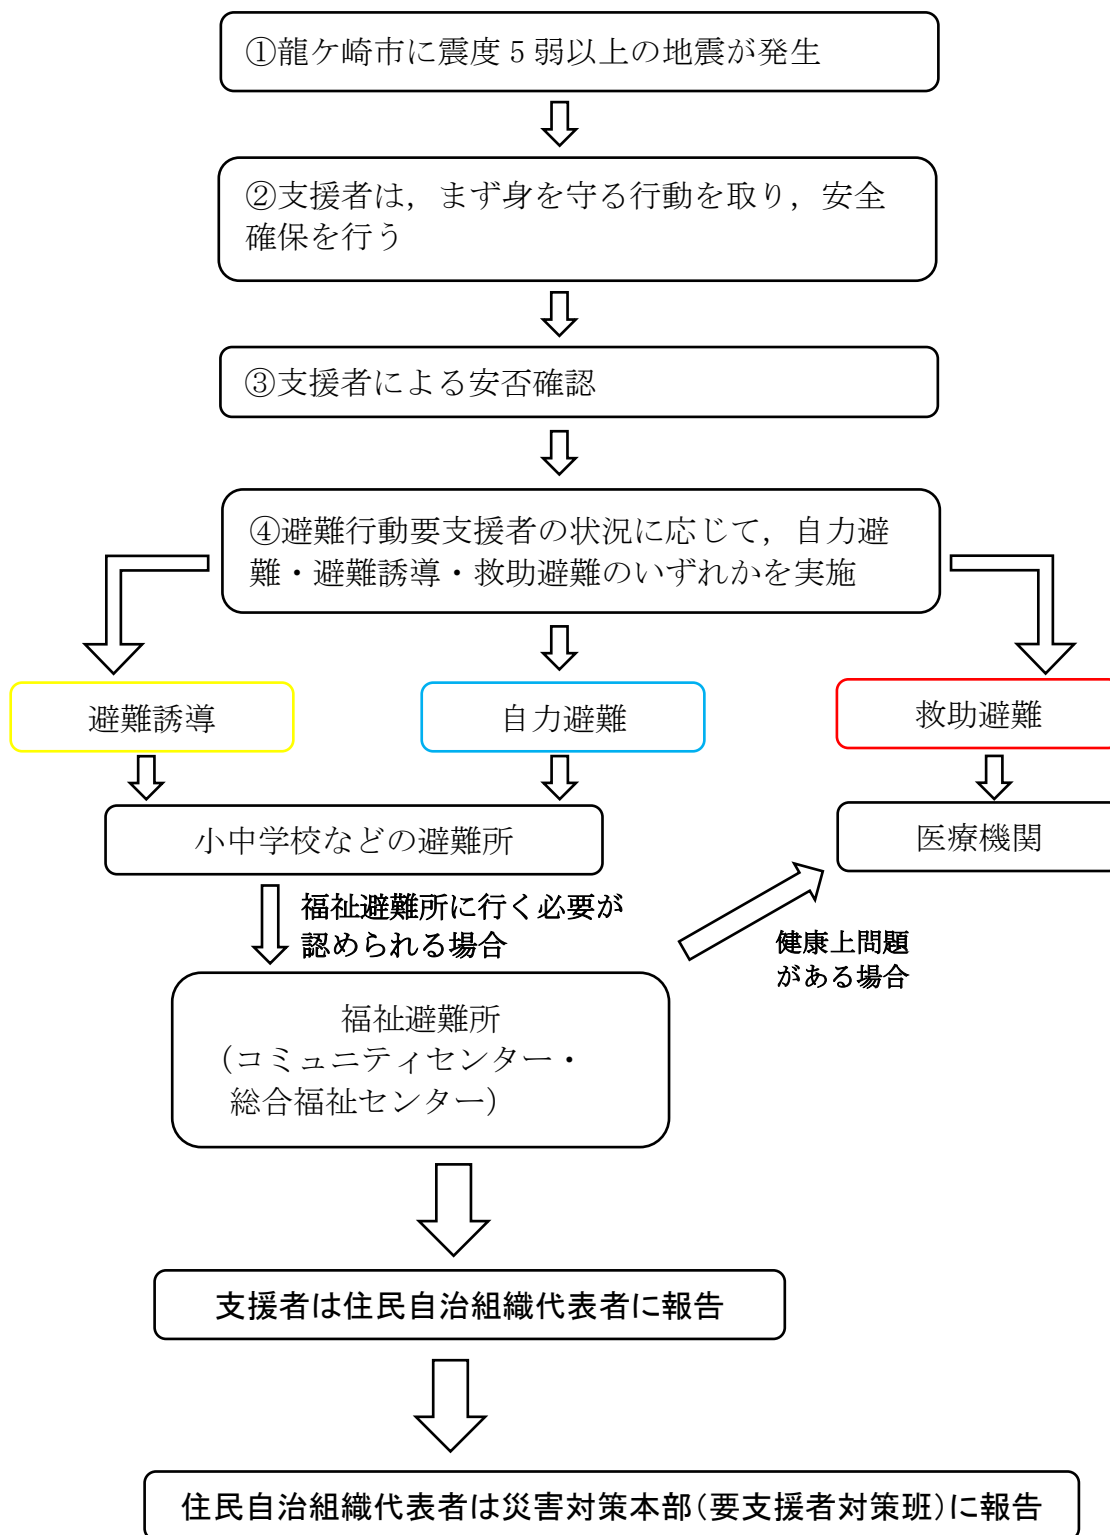 ①龍ケ崎市に震度５弱以上の地震が発生
②支援者は，まず身を守る行動を取り，安全
確保を行う
③支援者による安否確認
④避難行動要支援者の状況に応じて，自力避
難・避難誘導・救助避難のいずれかを実施
避難誘導
自力避難
救助避難
小中学校などの避難所
医療機関
福祉避難所に行く必要が
認められる場合
健康上問題
がある場合
福祉避難所
（コミュニティセンター・
総合福祉センター）
支援者は住民自治組織代表者に報告
住民自治組織代表者は災害対策本部（要支援者対策班）に報告